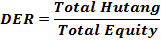 DER = Total Hutang
Total Equity